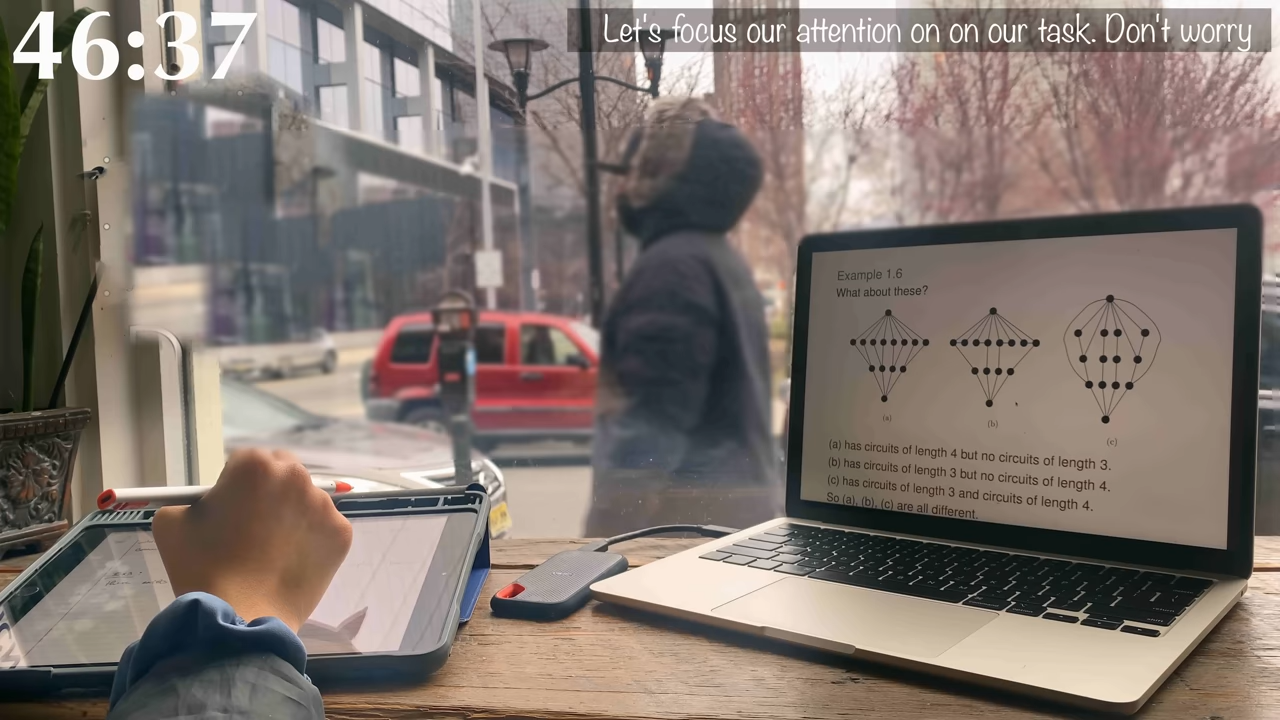 46:37
Let's focus our attention on on our task. Don't worry
Example 1.6
What about these?
(a)
(b)
(c)
(a) has circuits of length 4 but no circuits of length 3.
(b) has circuits of length 3 but no circuits of length 4.
(c) has circuits of length 3 and circuits of length 4.
So (a), (b), (c) are all different.